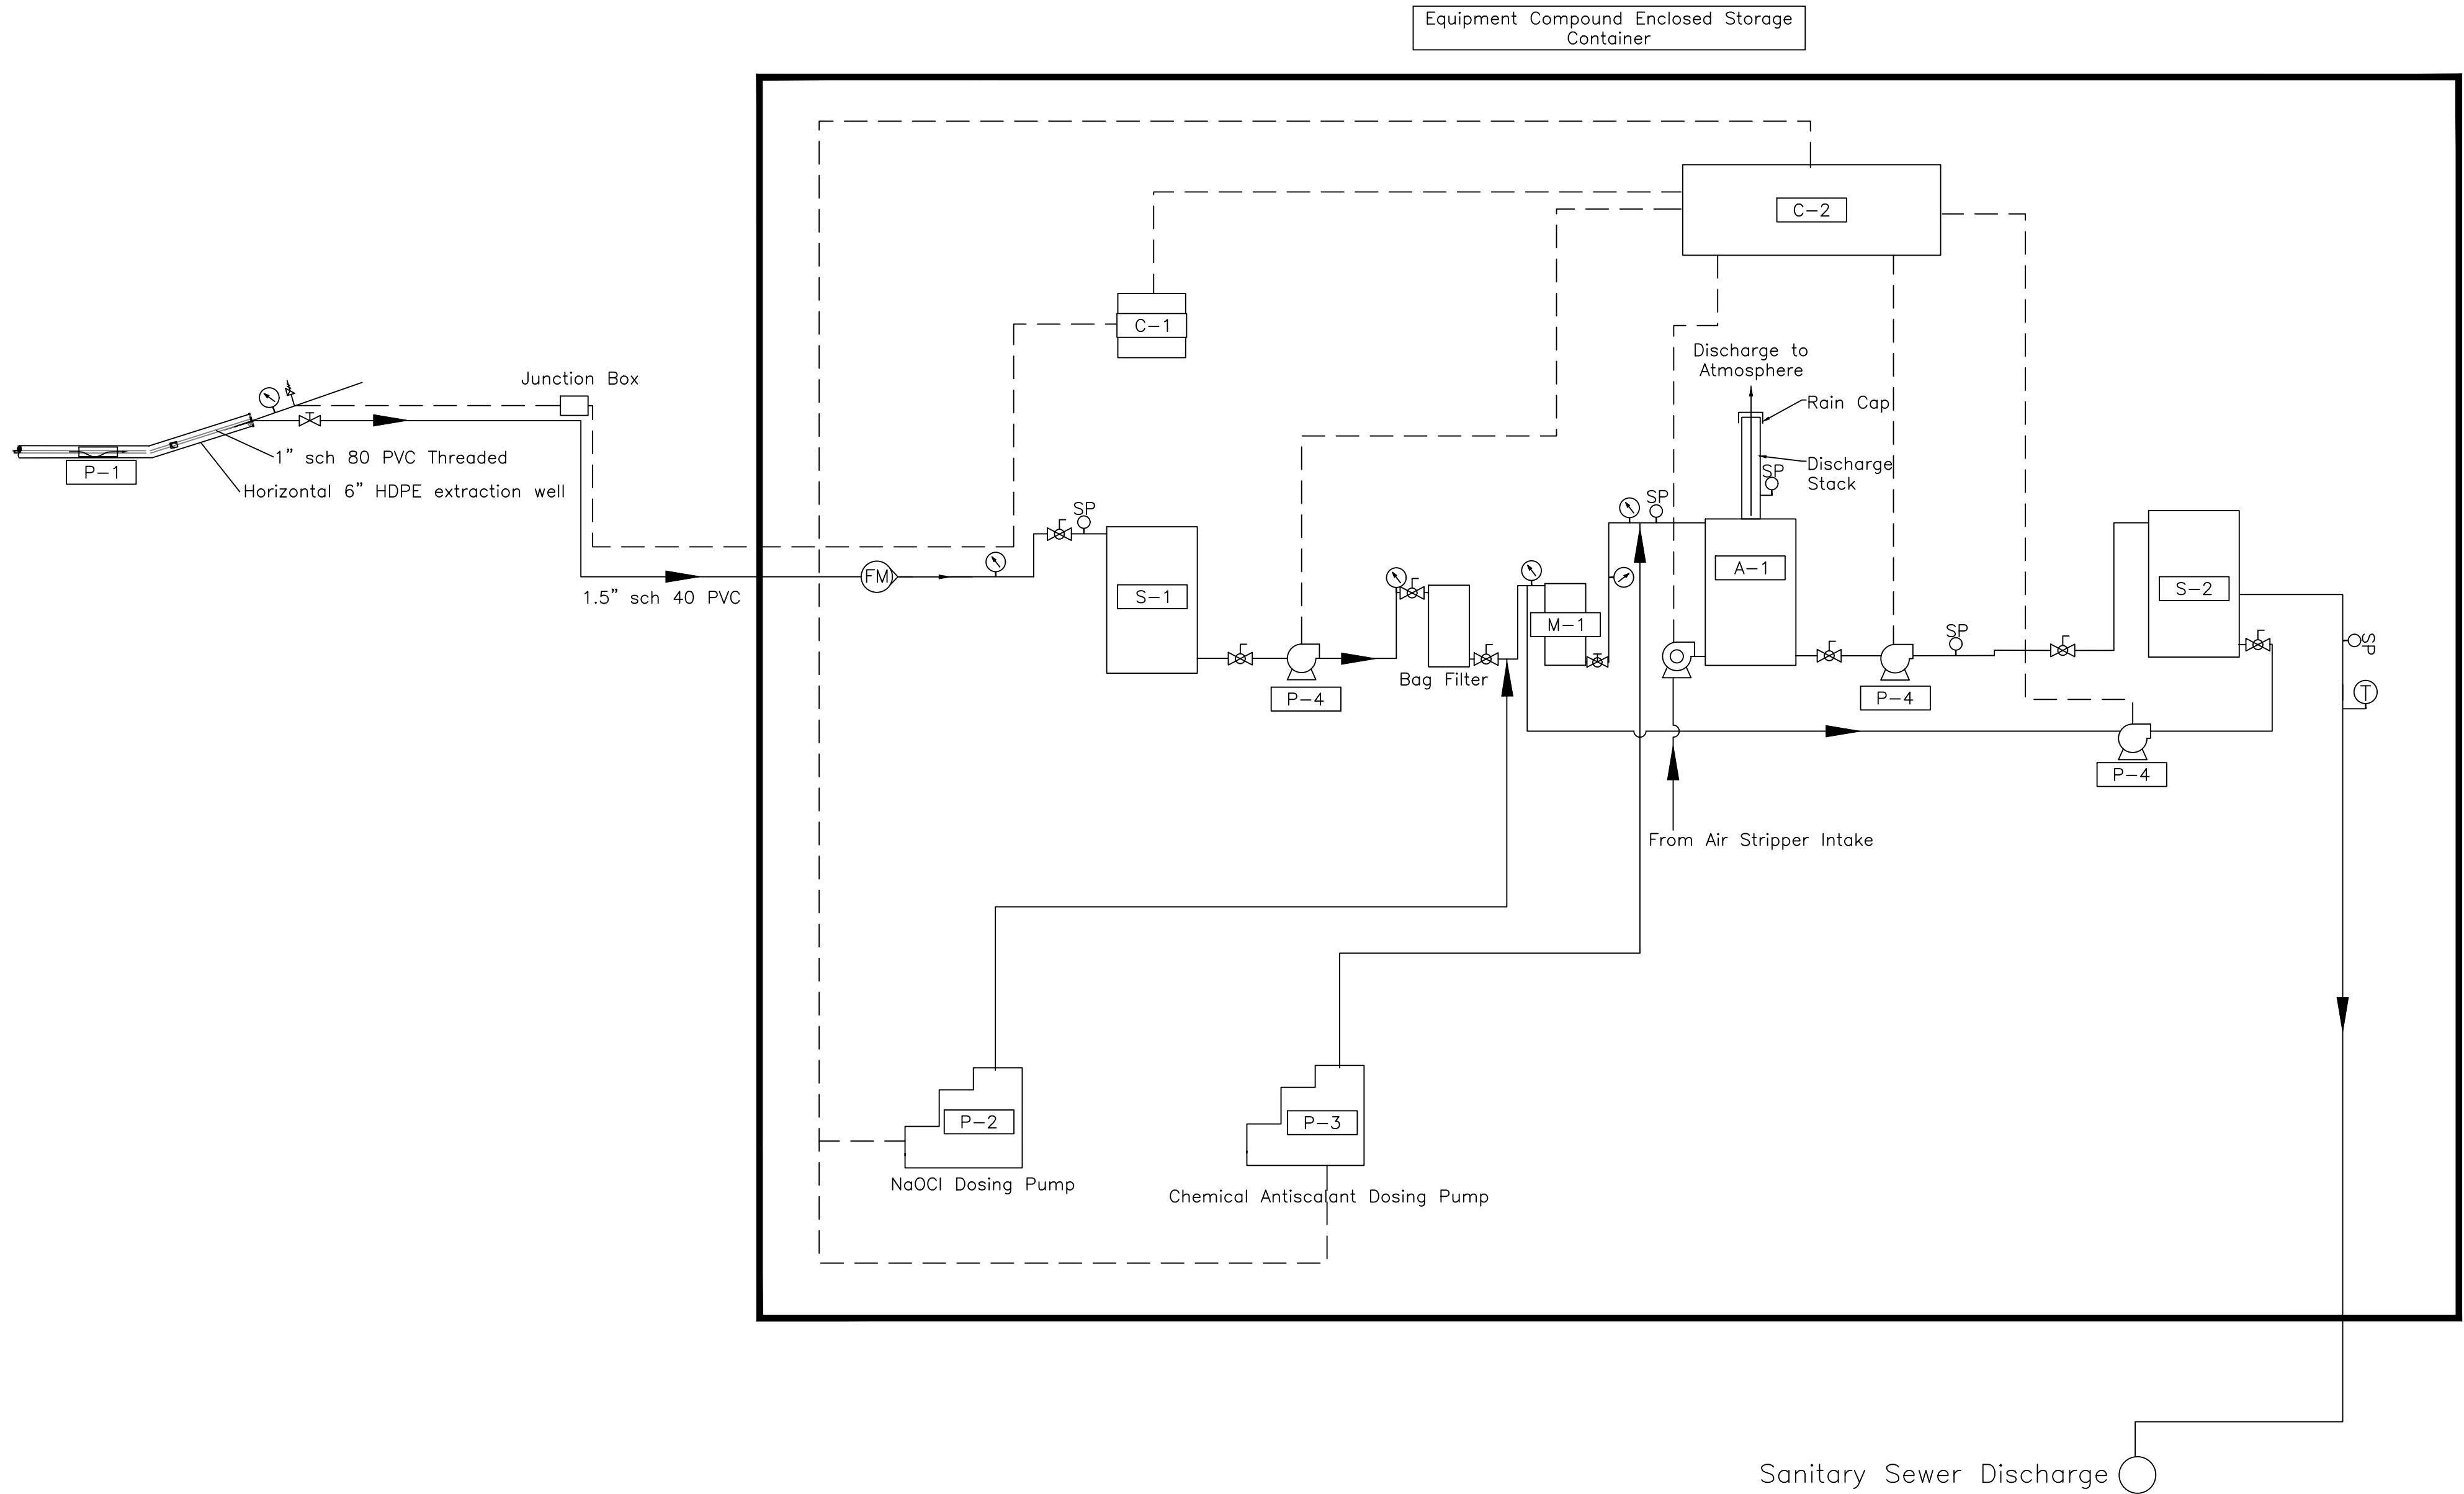 Equipment Compound Enclosed Storage
Container
C-2
C-1
Discharge to
Atmosphere
Rain Cap
Junction Box
1" sch 80 PVC Threaded
P-1
Horizontal 6" HDPE extraction well
Discharge
Stack
SP
SP
SP
A-1
FM
S-1
1.5" sch 40 PVC
M-1
S-2
SP
SP
Bag Filter
P-4
P-4
T
P-4
From Air Stripper Intake
P-2
P-3
NaOCl Dosing Pump
Chemical Antiscalant Dosing Pump
Sanitary Sewer Discharge